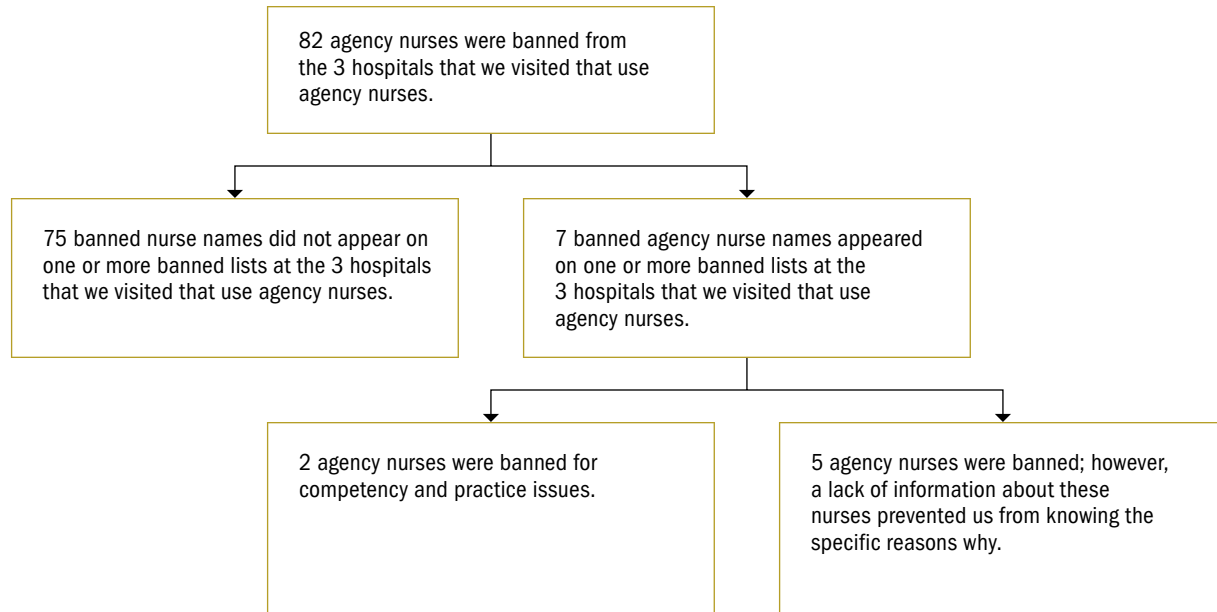 82 agency nurses were banned from
the 3 hospitals that we visited that use
agency nurses.
75 banned nurse names did not appear on
one or more banned lists at the 3 hospitals
that we visited that use agency nurses.
7 banned agency nurse names appeared
on one or more banned lists at the
3 hospitals that we visited that use
agency nurses.
2 agency nurses were banned for
competency and practice issues.
5 agency nurses were banned; however,
a lack of information about these
nurses prevented us from knowing the
specific reasons why.